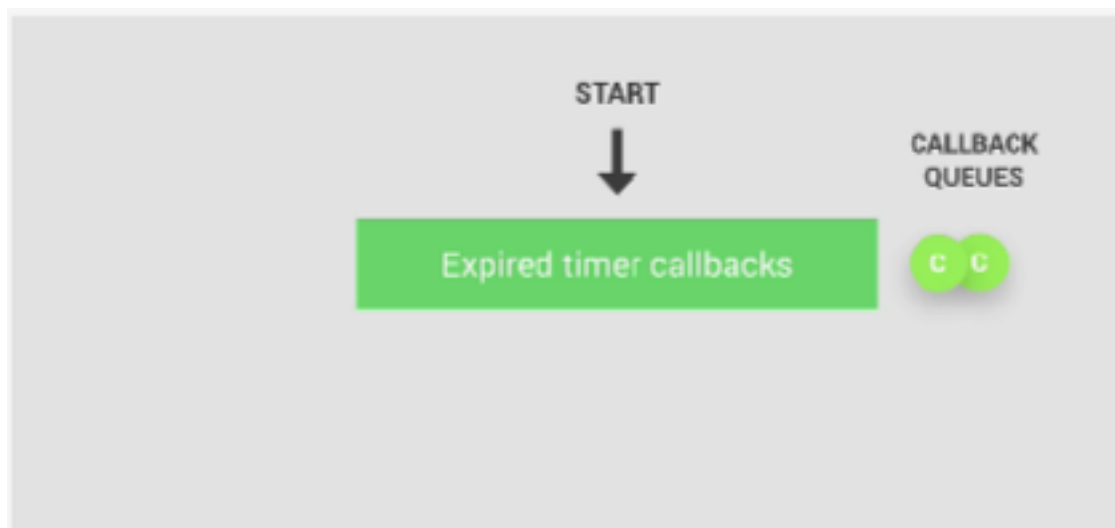 START
CALLBACK
QUEUES
Expired timer callbacks
C C